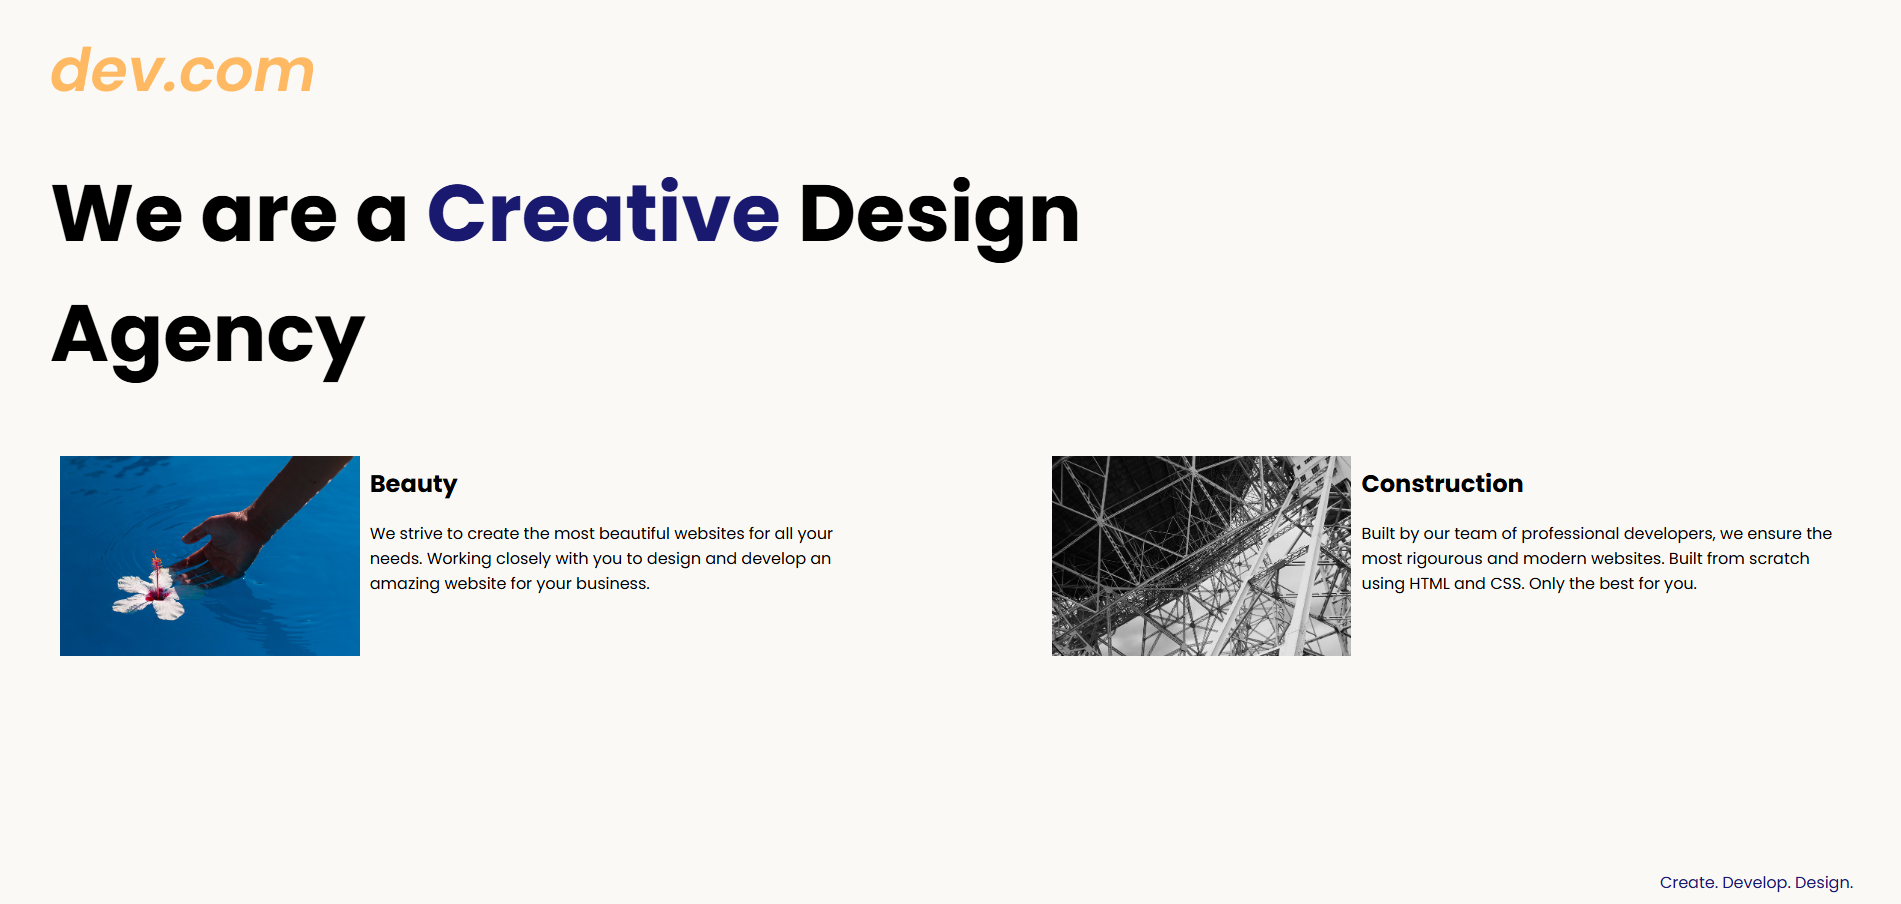 dev.com
We are a Creative Design
Agency
Beauty
We strive to create the most beautiful websites for all your
needs. Working closely with you to design and develop an
amazing website for your business.
Construction
Built by our team of professional developers, we ensure the
most rigourous and modern websites. Built from scratch
using HTML and CSS. Only the best for you.
Create. Develop. Design.